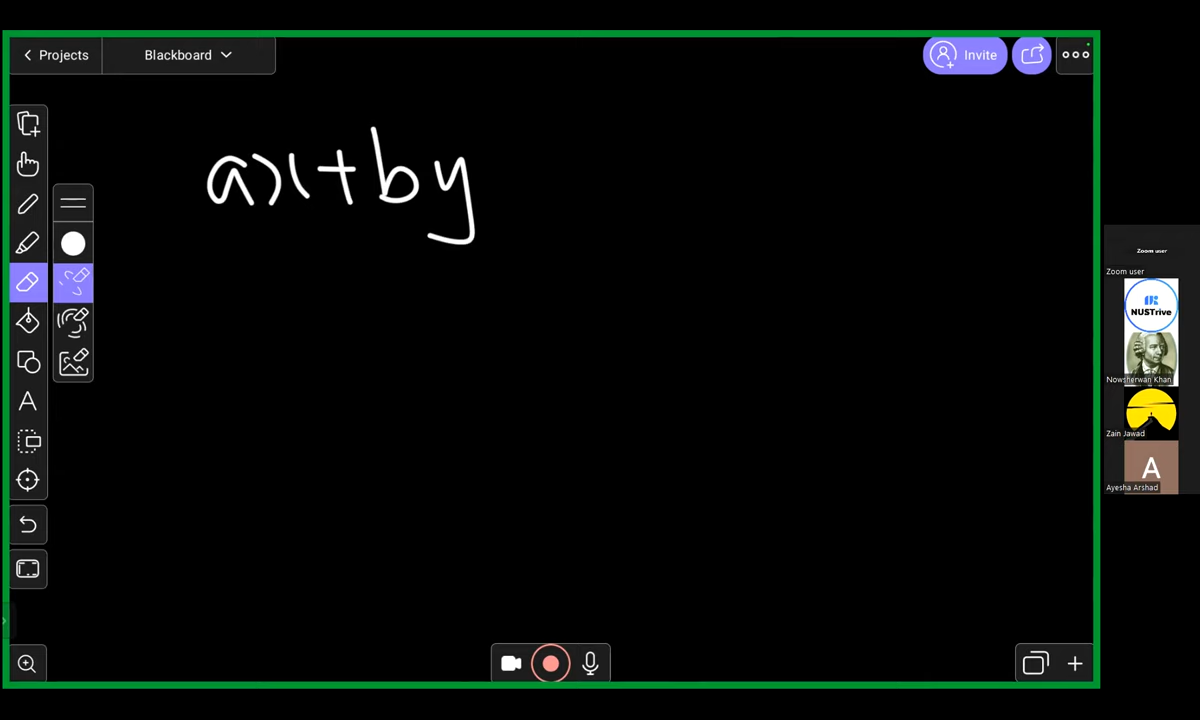 Projects
Blackboard
Invite
ax+by
A
Zoom user
Zoom user
NUSTrive
Nowsherwan Khan
Zain Jawad
A
Ayesha Arshad